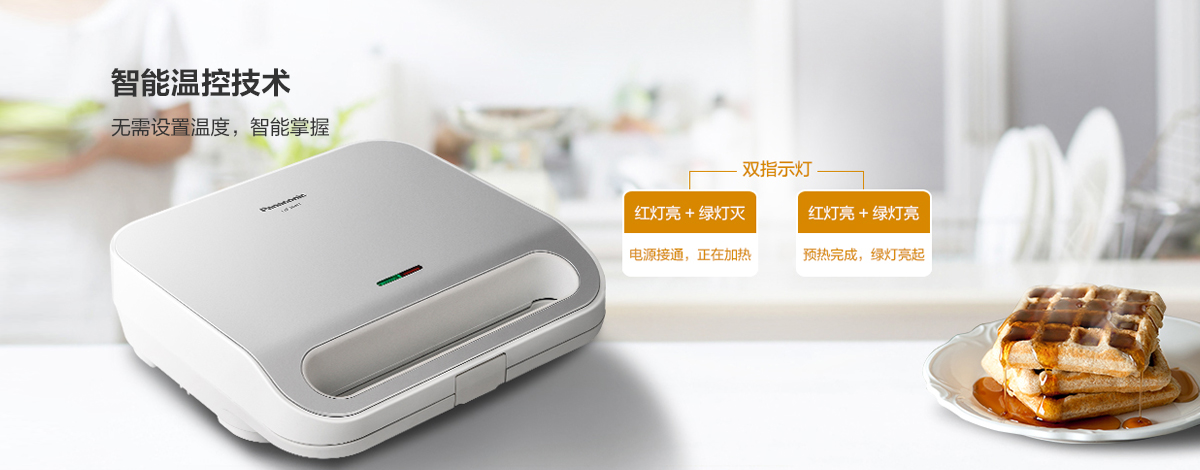 智能温控技术
无需设置温度，智能掌握
Panasonic
双指示灯
红灯亮 + 绿灯灭
电源接通，正在加热
红灯亮 + 绿灯亮
预热完成，绿灯亮起